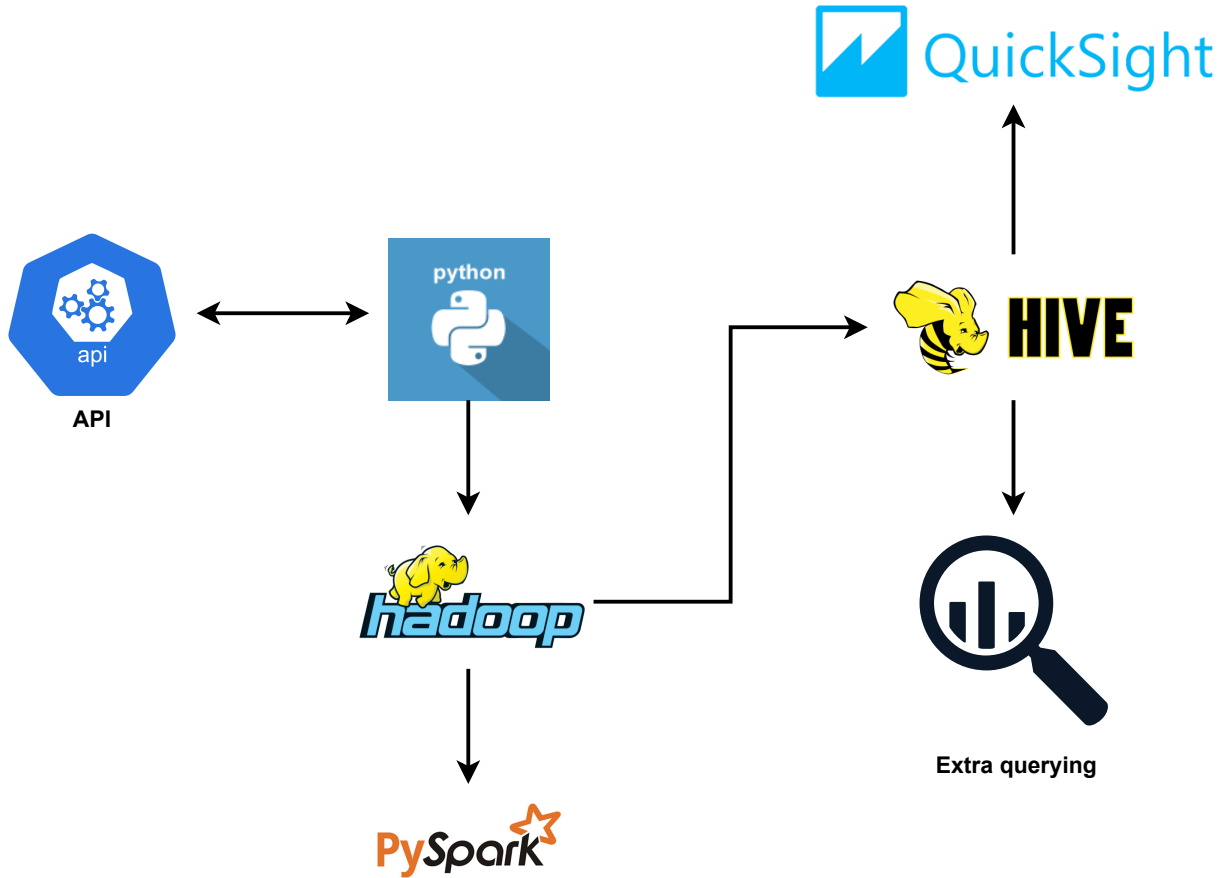 QuickSight
python
HIVE
api
API
hadoop
Extra querying
PySpark